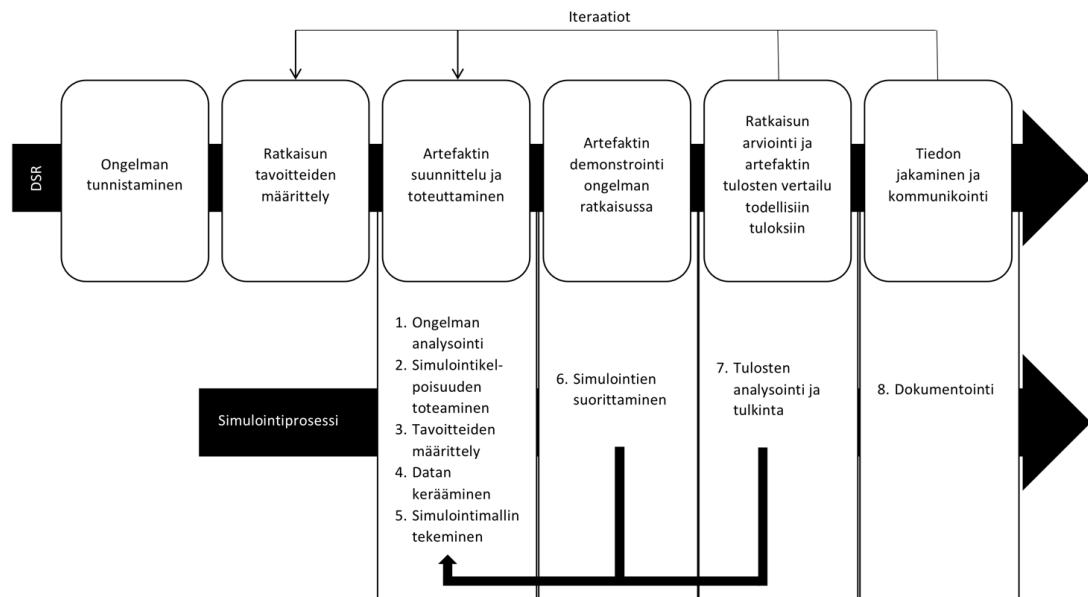 Iteraatiot
DSR
Ongelman
tunnistaminen
Ratkaisun
tavoitteiden
määrittely
Artefaktin
suunnittelu ja
toteuttaminen
Artefaktin
demonstrointi
ongelman
ratkaisussa
Ratkaisun
arviointi ja
artefaktin
tulosten vertailu
todellisiin
tuloksiin
Tiedon
jakaminen ja
kommunikointi
Simulointiprosessi
1. Ongelman
analysointi
2. Simulointikel-
poisuuden
toteaminen
3. Tavoitteiden
määrittely
4. Datan
kerääminen
5. Simulointimallin
tekeminen
6. Simulointien
suorittaminen
7. Tulosten
analysointi ja
tulkinta
8. Dokumentointi